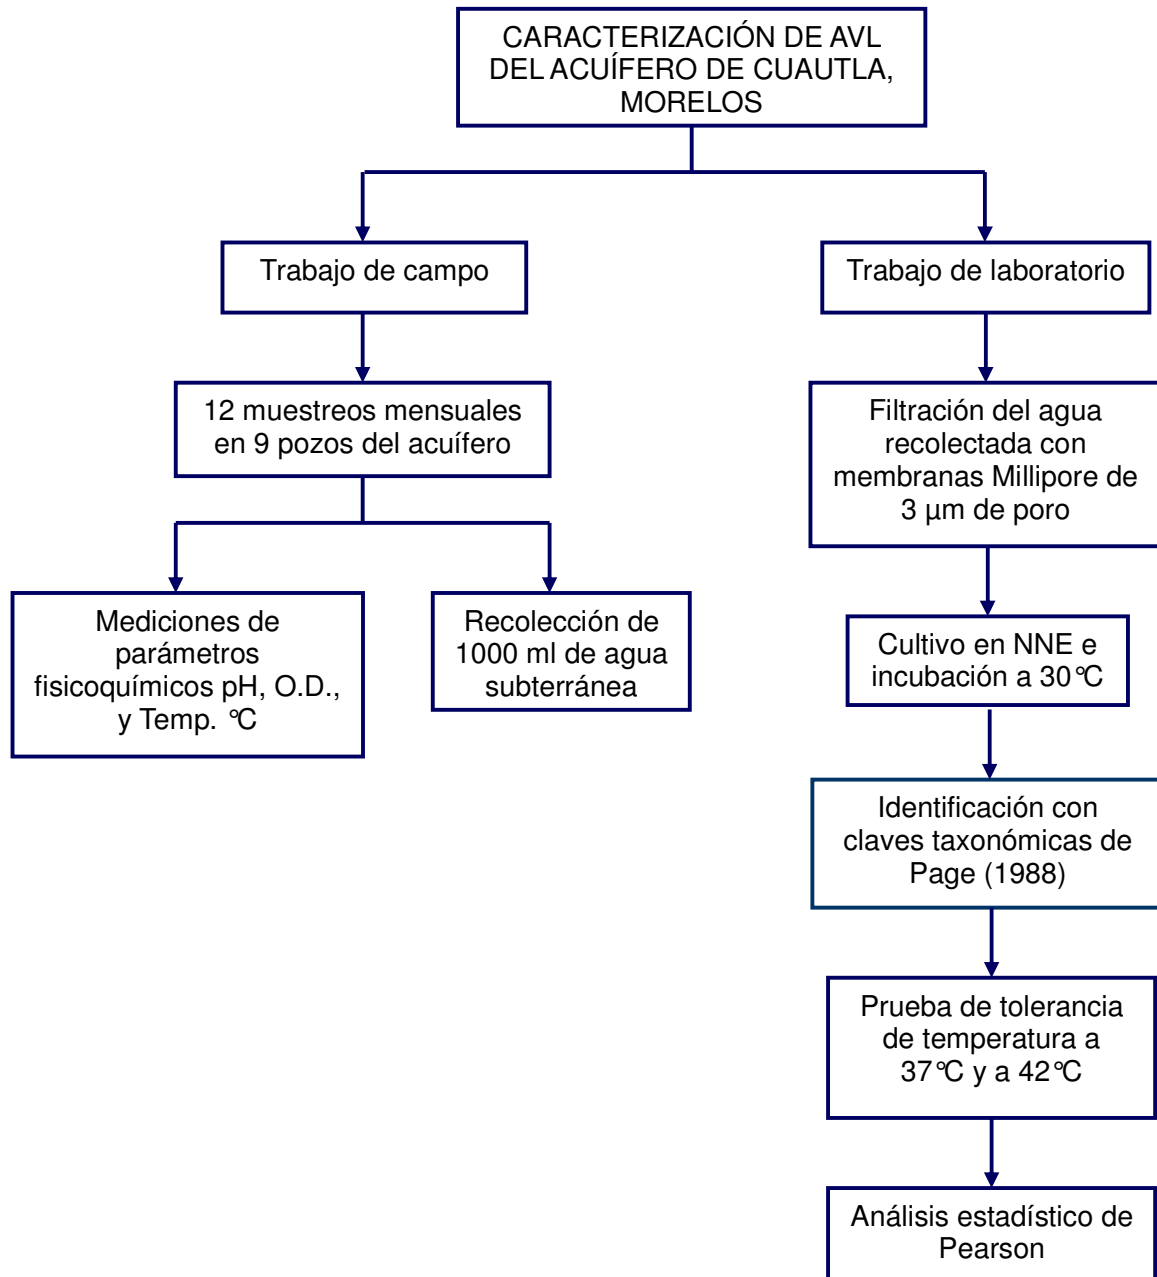 CARACTERIZACIÓN DE AVL
DEL ACUÍFERO DE CUAUTLA,
MORELOS
Trabajo de campo
Trabajo de laboratorio
12 muestreos mensuales
en 9 pozos del acuífero
Filtración del agua
recolectada con
membranas Millipore de
3 µm de poro
Mediciones de
parámetros
fisicoquímicos pH, O.D.,
y Temp. °C
Recolección de
1000 ml de agua
subterránea
Cultivo en NNE e
incubación a 30°C
Identificación con
claves taxonómicas de
Page (1988)
Prueba de tolerancia
de temperatura a
37°C y a 42°C
Análisis estadístico de
Pearson